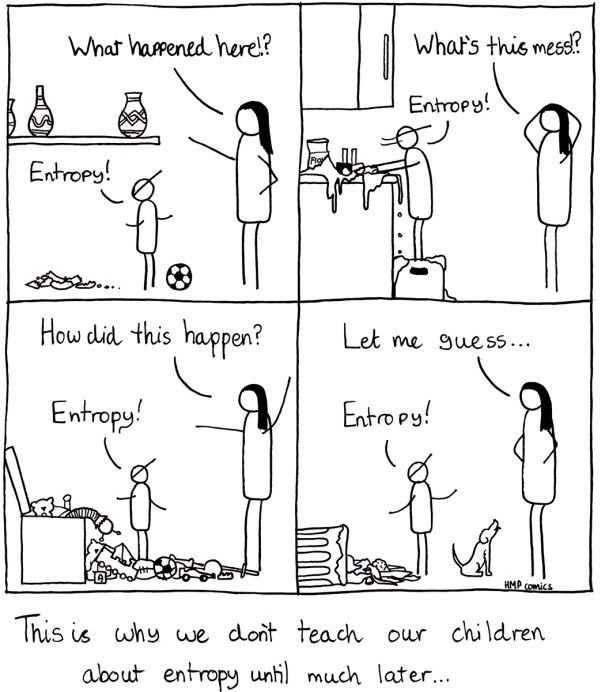 What happened here!?
Entropy!
What's this mess!?
Entropy!
Flour
How did this happen?
Entropy!
A
Let me guess...
Entropy!
HMP comics
This is why we don't teach our children
about entropy until much later...